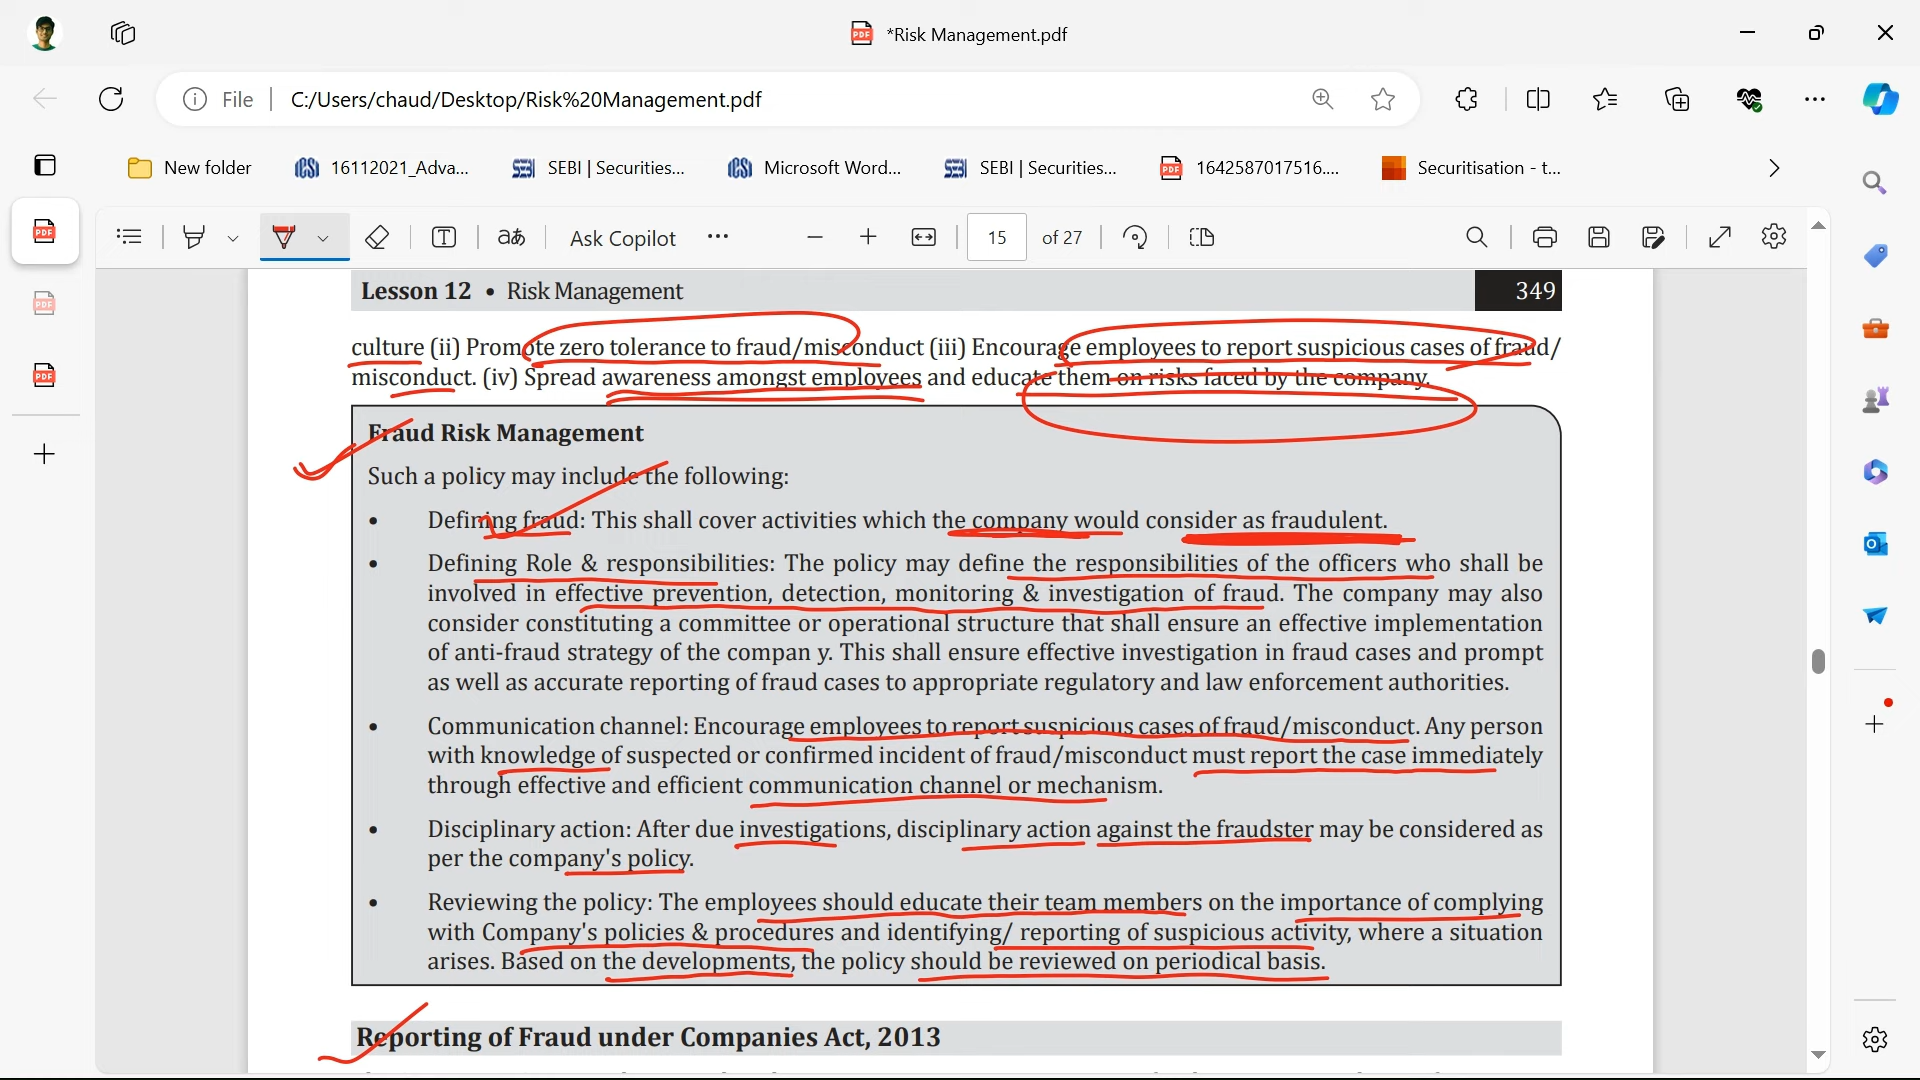 *Risk Management.pdf
File C:/Users/chaud/Desktop/Risk%20Management.pdf
New folder 16112021_Adva... SEBI | Securities... Microsoft Word... SEBI | Securities... 1642587017516.... Securitisation - t...
Ask Copilot 15 of 27
Lesson 12 • Risk Management 349
culture (ii) Promote zero tolerance to fraud/misconduct (iii) Encourage employees to report suspicious cases of fraud/
misconduct. (iv) Spread awareness amongst employees and educate them on risks faced by the company.
Fraud Risk Management
Such a policy may include the following:
• Defining fraud: This shall cover activities which the company would consider as fraudulent.
• Defining Role & responsibilities: The policy may define the responsibilities of the officers who shall be
involved in effective prevention, detection, monitoring & investigation of fraud. The company may also
consider constituting a committee or operational structure that shall ensure an effective implementation
of anti-fraud strategy of the compan y. This shall ensure effective investigation in fraud cases and prompt
as well as accurate reporting of fraud cases to appropriate regulatory and law enforcement authorities.
• Communication channel: Encourage employees to report suspicious cases of fraud/misconduct. Any person
with knowledge of suspected or confirmed incident of fraud/misconduct must report the case immediately
through effective and efficient communication channel or mechanism.
• Disciplinary action: After due investigations, disciplinary action against the fraudster may be considered as
per the company's policy.
• Reviewing the policy: The employees should educate their team members on the importance of complying
with Company's policies & procedures and identifying/ reporting of suspicious activity, where a situation
arises. Based on the developments, the policy should be reviewed on periodical basis.
Reporting of Fraud under Companies Act, 2013